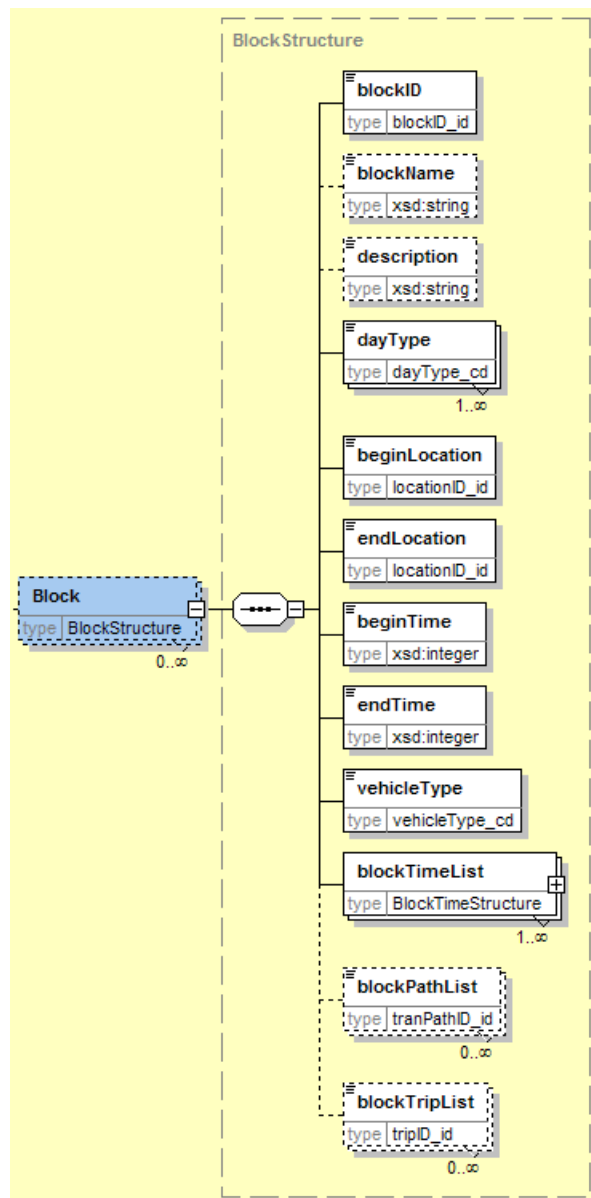 BlockStructure
blockID
type blockID_id
blockName
type xsd:string
description
type xsd:string
dayType
type dayType_cd
1..∞
beginLocation
type locationID_id
endLocation
type locationID_id
Block
type BlockStructure
0..∞
beginTime
type xsd:integer
endTime
type xsd:integer
vehicleType
type vehicleType_cd
blockTimeList
type BlockTimeStructure
1..∞
blockPathList
type tranPathID_id
0..∞
blockTripList
type tripID_id
0..∞